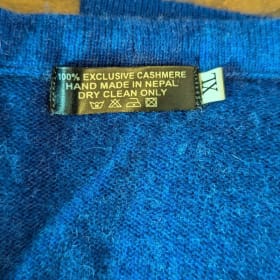 100% EXCLUSIVE CASHMERE
HAND MADE IN NEPAL
DRY CLEAN ONLY
XL